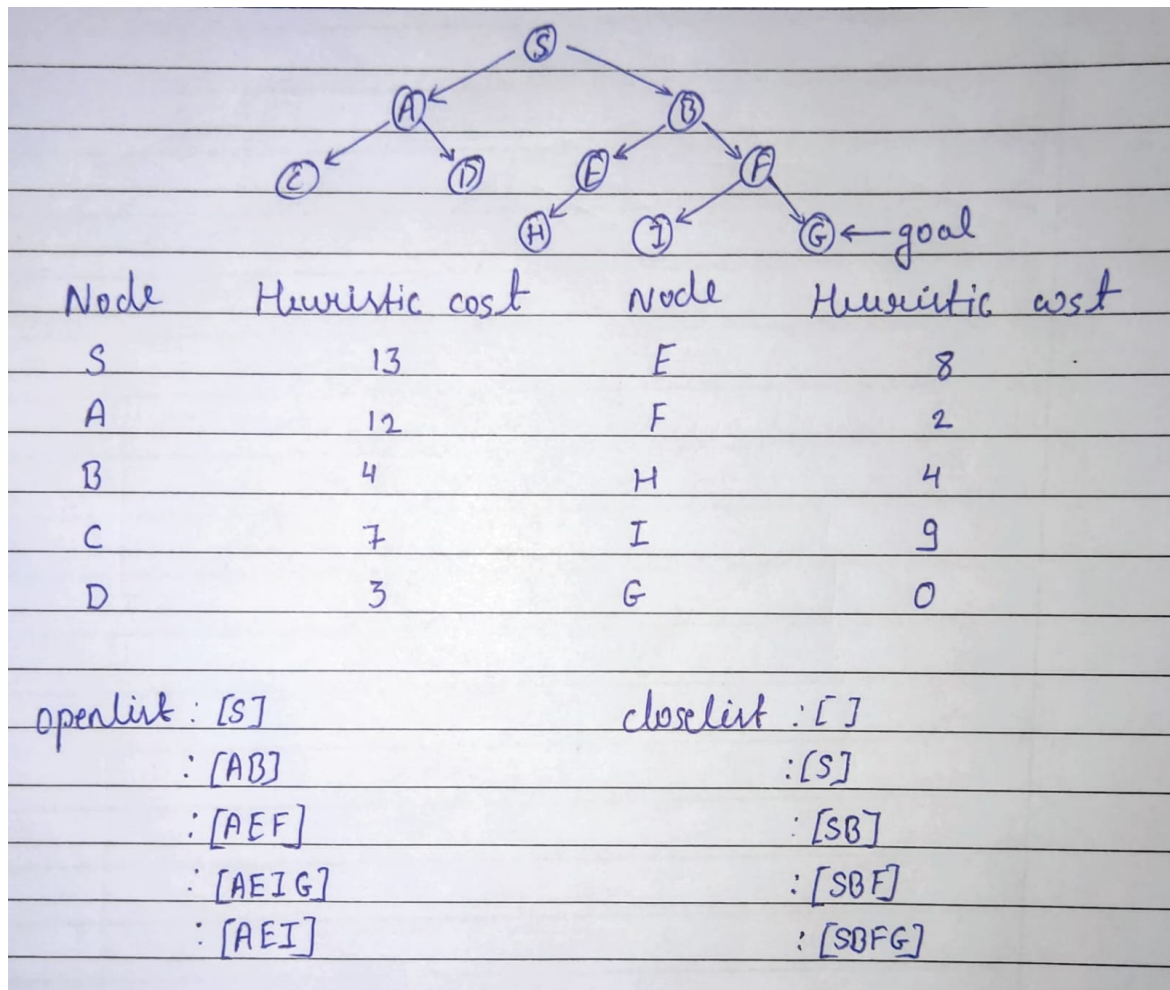 S
A B
C D E F
H I G ← goal
Node Heuristic cost Node Heuristic cost
S 13 E 8
A 12 F 2
B 4 H 4
C 7 I 9
D 3 G 0
openlist : [S] closelist : [ ]
: [AB] : [S]
: [AEF] : [SB]
: [AEIG] : [SBF]
: [AEI] : [SBFG]